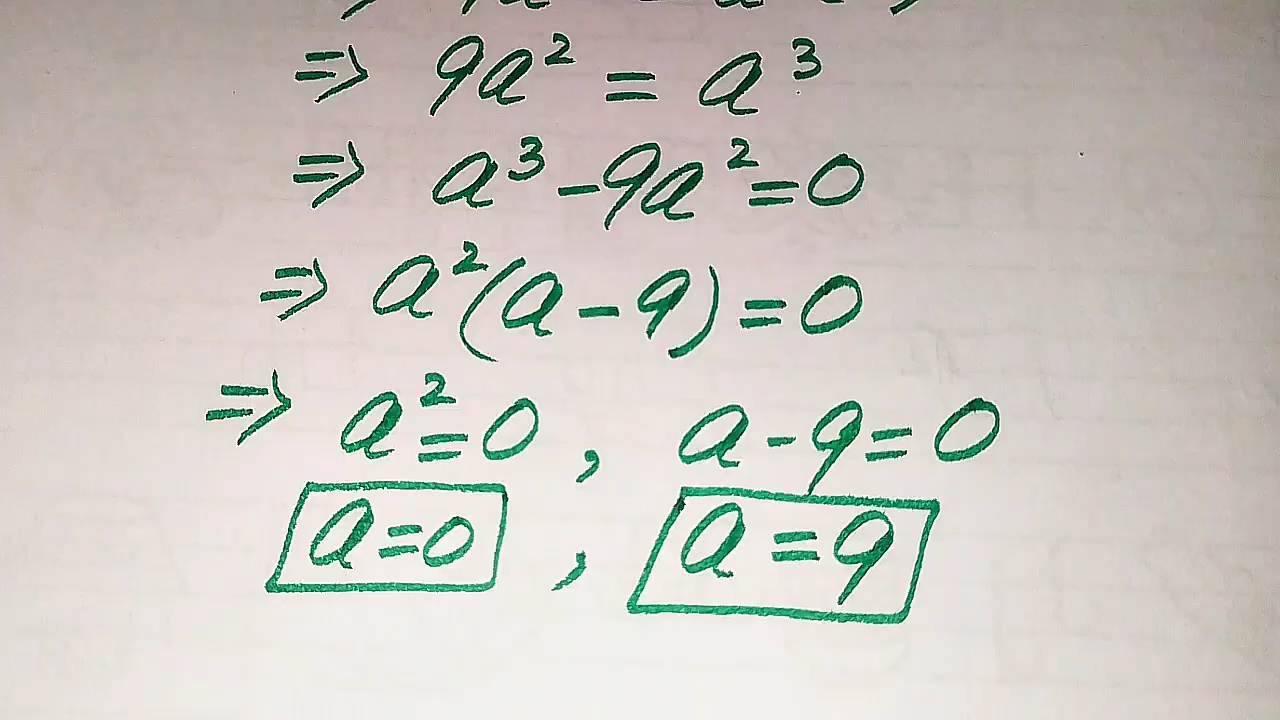 ⇒ 9a² = a³
⇒ a³ - 9a² = 0
⇒ a²(a - 9) = 0
⇒ a² = 0 , a - 9 = 0
a = 0 , a = 9